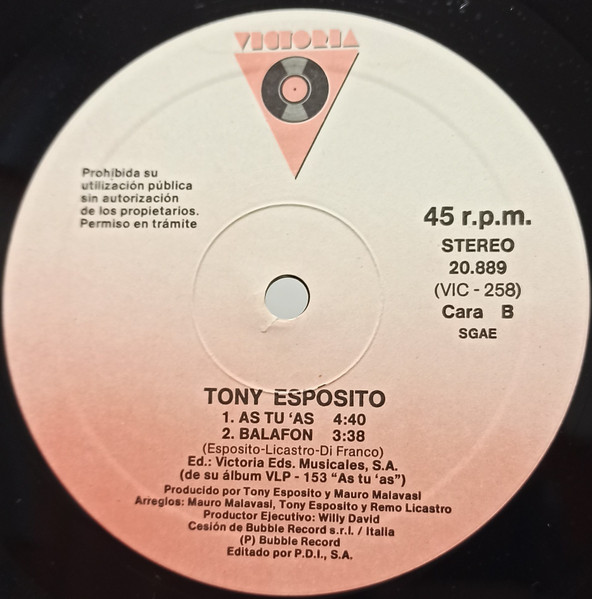 VICTORIA
Prohibida su
utilización pública
sin autorización
de los propietarios.
Permiso en trámite
45 r.p.m.
STEREO
20.889
(VIC - 258)
Cara B
SGAE
TONY ESPOSITO
1. AS TU ‘AS 4:40
2. BALAFON 3:38
(Esposito-Licastro-Di Franco)
Ed.: Victoria Eds. Musicales, S.A.
(de su álbum VLP - 153 "As tu ‘as")
Producido por Tony Esposito y Mauro Malavasi
Arreglos: Mauro Malavasi, Tony Esposito y Remo Licastro
Productor Ejecutivo: Willy David
Cesión de Bubble Record s.r.l. / Italia
(P) Bubble Record
Editado por P.D.I., S.A.